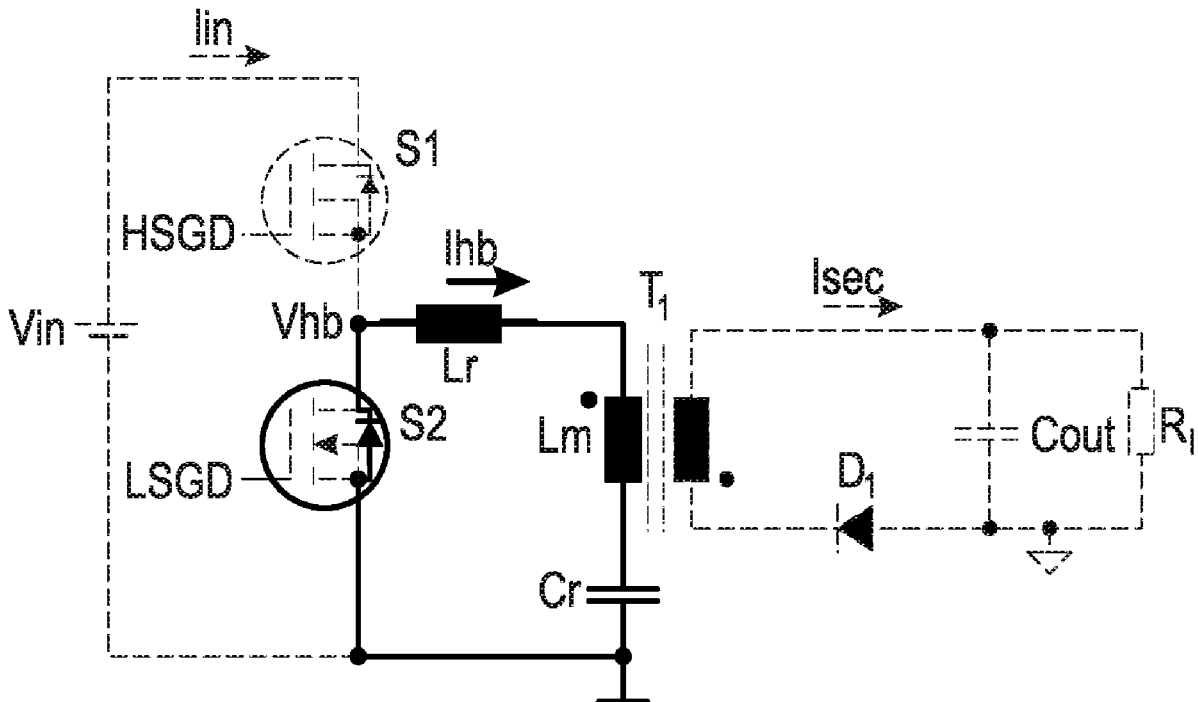 Iin
S1
HSGD
Ihb
T1
Isec
Vin
Vhb
Lr
S2
Lm
Cout
Rl
LSGD
D1
Cr